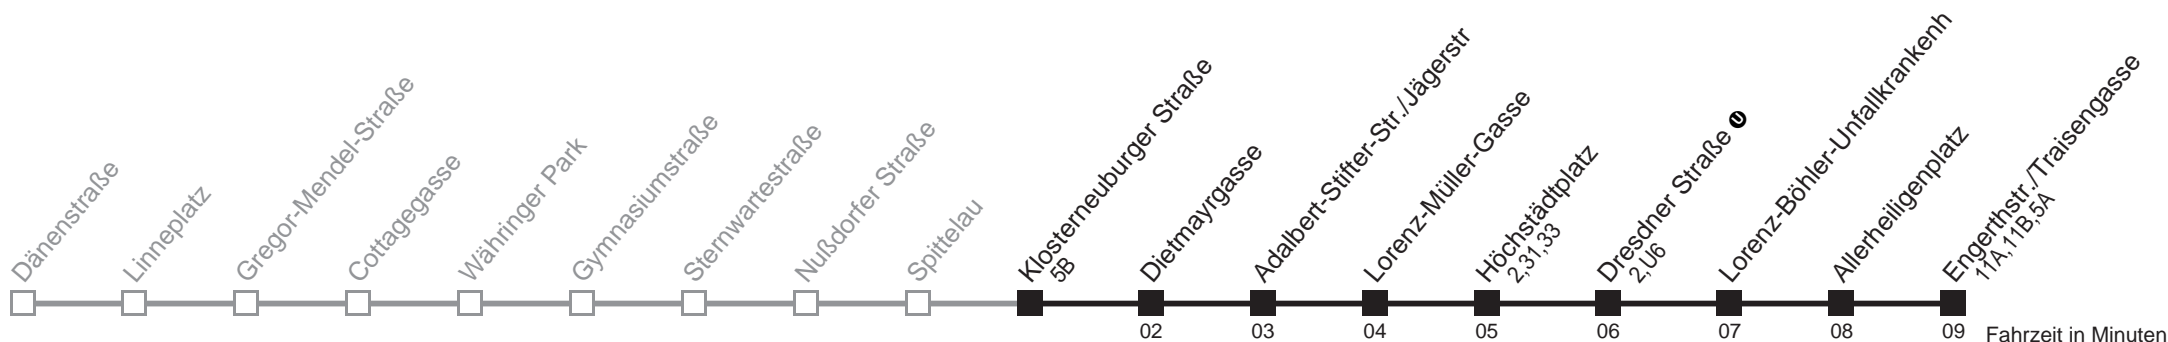 Dänenstraße
Linneplatz
Gregor-Mendel-Straße
Cottagegasse
Währinger Park
Gymnasiumstraße
Sternwartestraße
Nußdorfer Straße
Spittelau
Klosterneuburger Straße
5B
Dietmayrgasse
Adalbert-Stifter-Str./Jägerstr
Lorenz-Müller-Gasse
Höchstädtplatz
2,31,33
Dresdner Straße U
2,U6
Lorenz-Böhler-Unfallkrankenh
Allerheiligenplatz
Engerthstr./Traisengasse
11A,11B,5A
02 03 04 05 06 07 08 09 Fahrzeit in Minuten